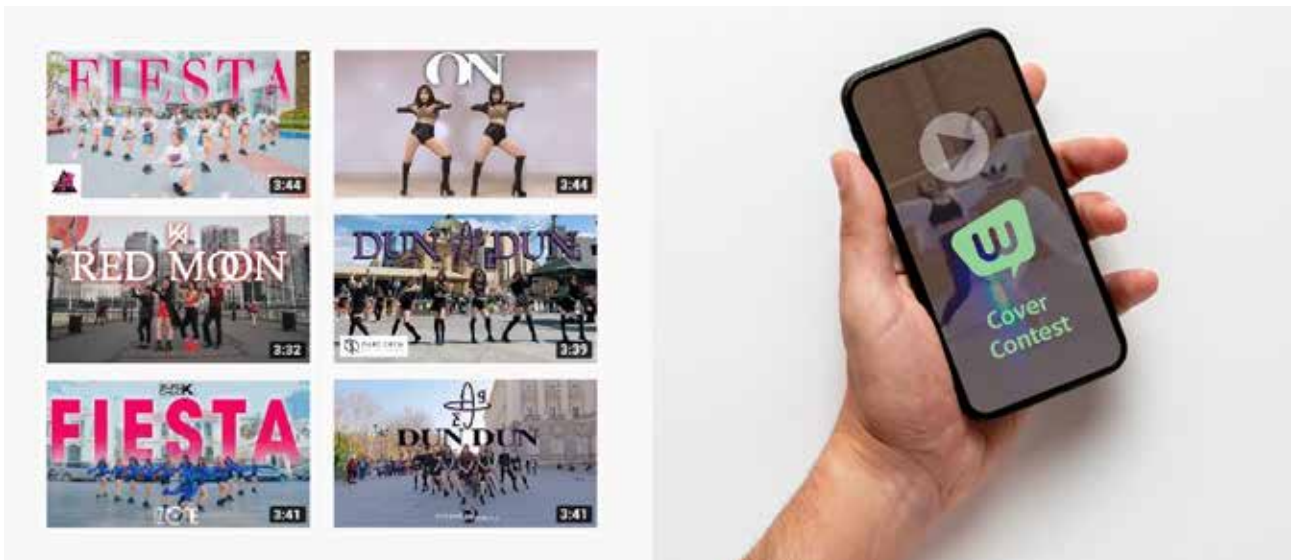 FIESTA
3:44
ON
3:44
RED MOON
3:32
DUN DUN
3:39
FIESTA
3:41
DUN DUN
3:41
W
Cover
Contest